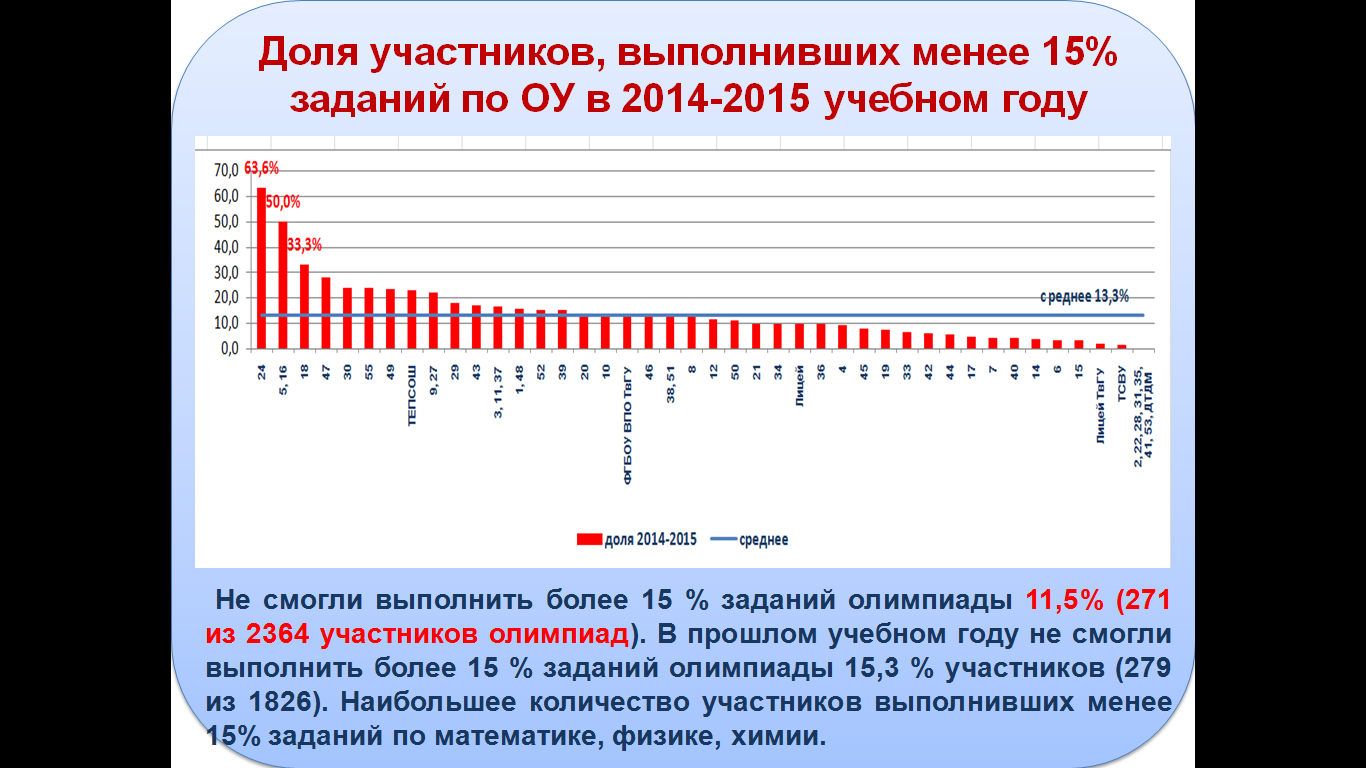 Доля участников, выполнивших менее 15%
заданий по ОУ в 2014-2015 учебном году
70,0
60,0
50,0
40,0
30,0
20,0
10,0
0,0
63,6%
50,0%
33,3%
среднее 13,3%
24
5, 16
18
47
30
55
49
ТЕПСОШ
9, 27
29
43
3, 11, 37
1, 48
52
39
20
10
ФГБОУ ВПО ТвГУ
46
38, 51
8
12
50
21
34
Лицей
36
4
45
19
33
42
44
17
7
40
14
6
15
Лицей ТвГУ
ТСВУ
2, 22, 28, 31, 35,
41, 53, ДТДМ
доля 2014-2015
среднее
Не смогли выполнить более 15 % заданий олимпиады 11,5% (271
из 2364 участников олимпиад). В прошлом учебном году не смогли
выполнить более 15 % заданий олимпиады 15,3 % участников (279
из 1826). Наибольшее количество участников выполнивших менее
15% заданий по математике, физике, химии.